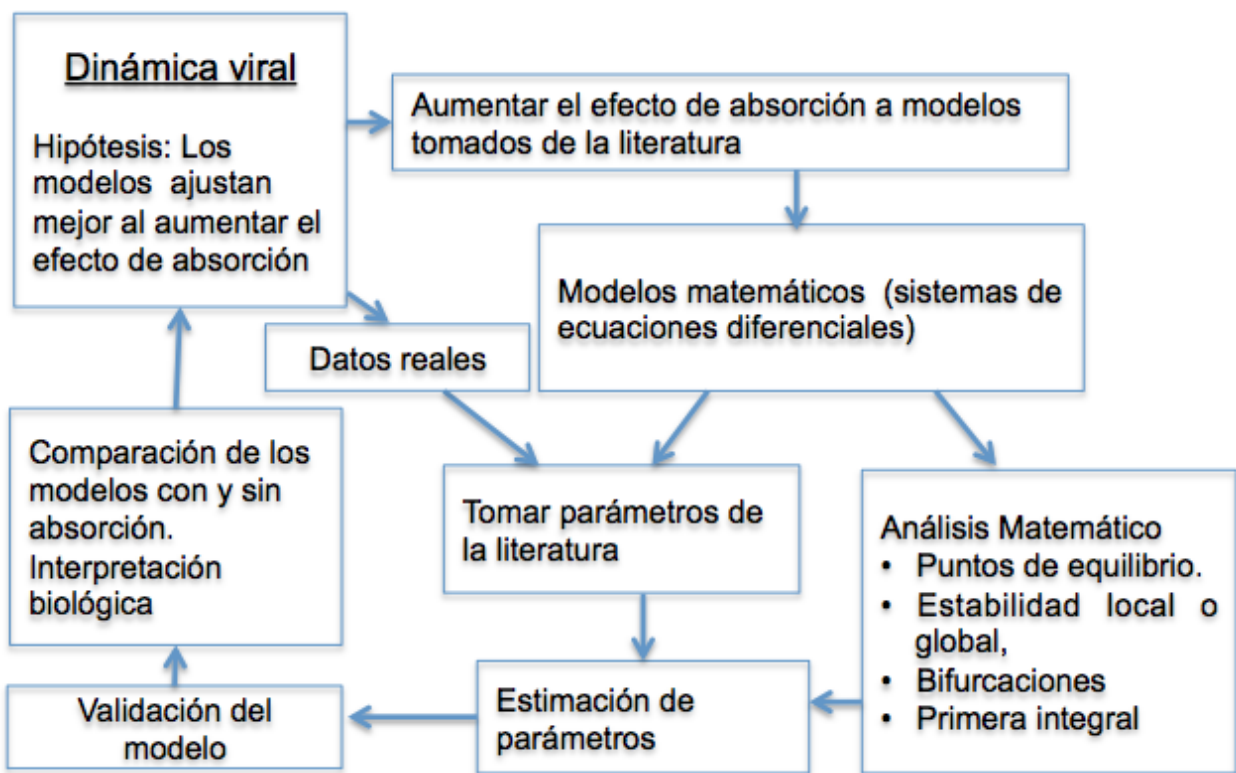 Dinámica viral
Hipótesis: Los
modelos ajustan
mejor al aumentar el
efecto de absorción
Aumentar el efecto de absorción a modelos
tomados de la literatura
Modelos matemáticos (sistemas de
ecuaciones diferenciales)
Datos reales
Comparación de los
modelos con y sin
absorción.
Interpretación
biológica
Tomar parámetros de
la literatura
Análisis Matemático
• Puntos de equilibrio.
• Estabilidad local o
global,
• Bifurcaciones
• Primera integral
Estimación de
parámetros
Validación del
modelo